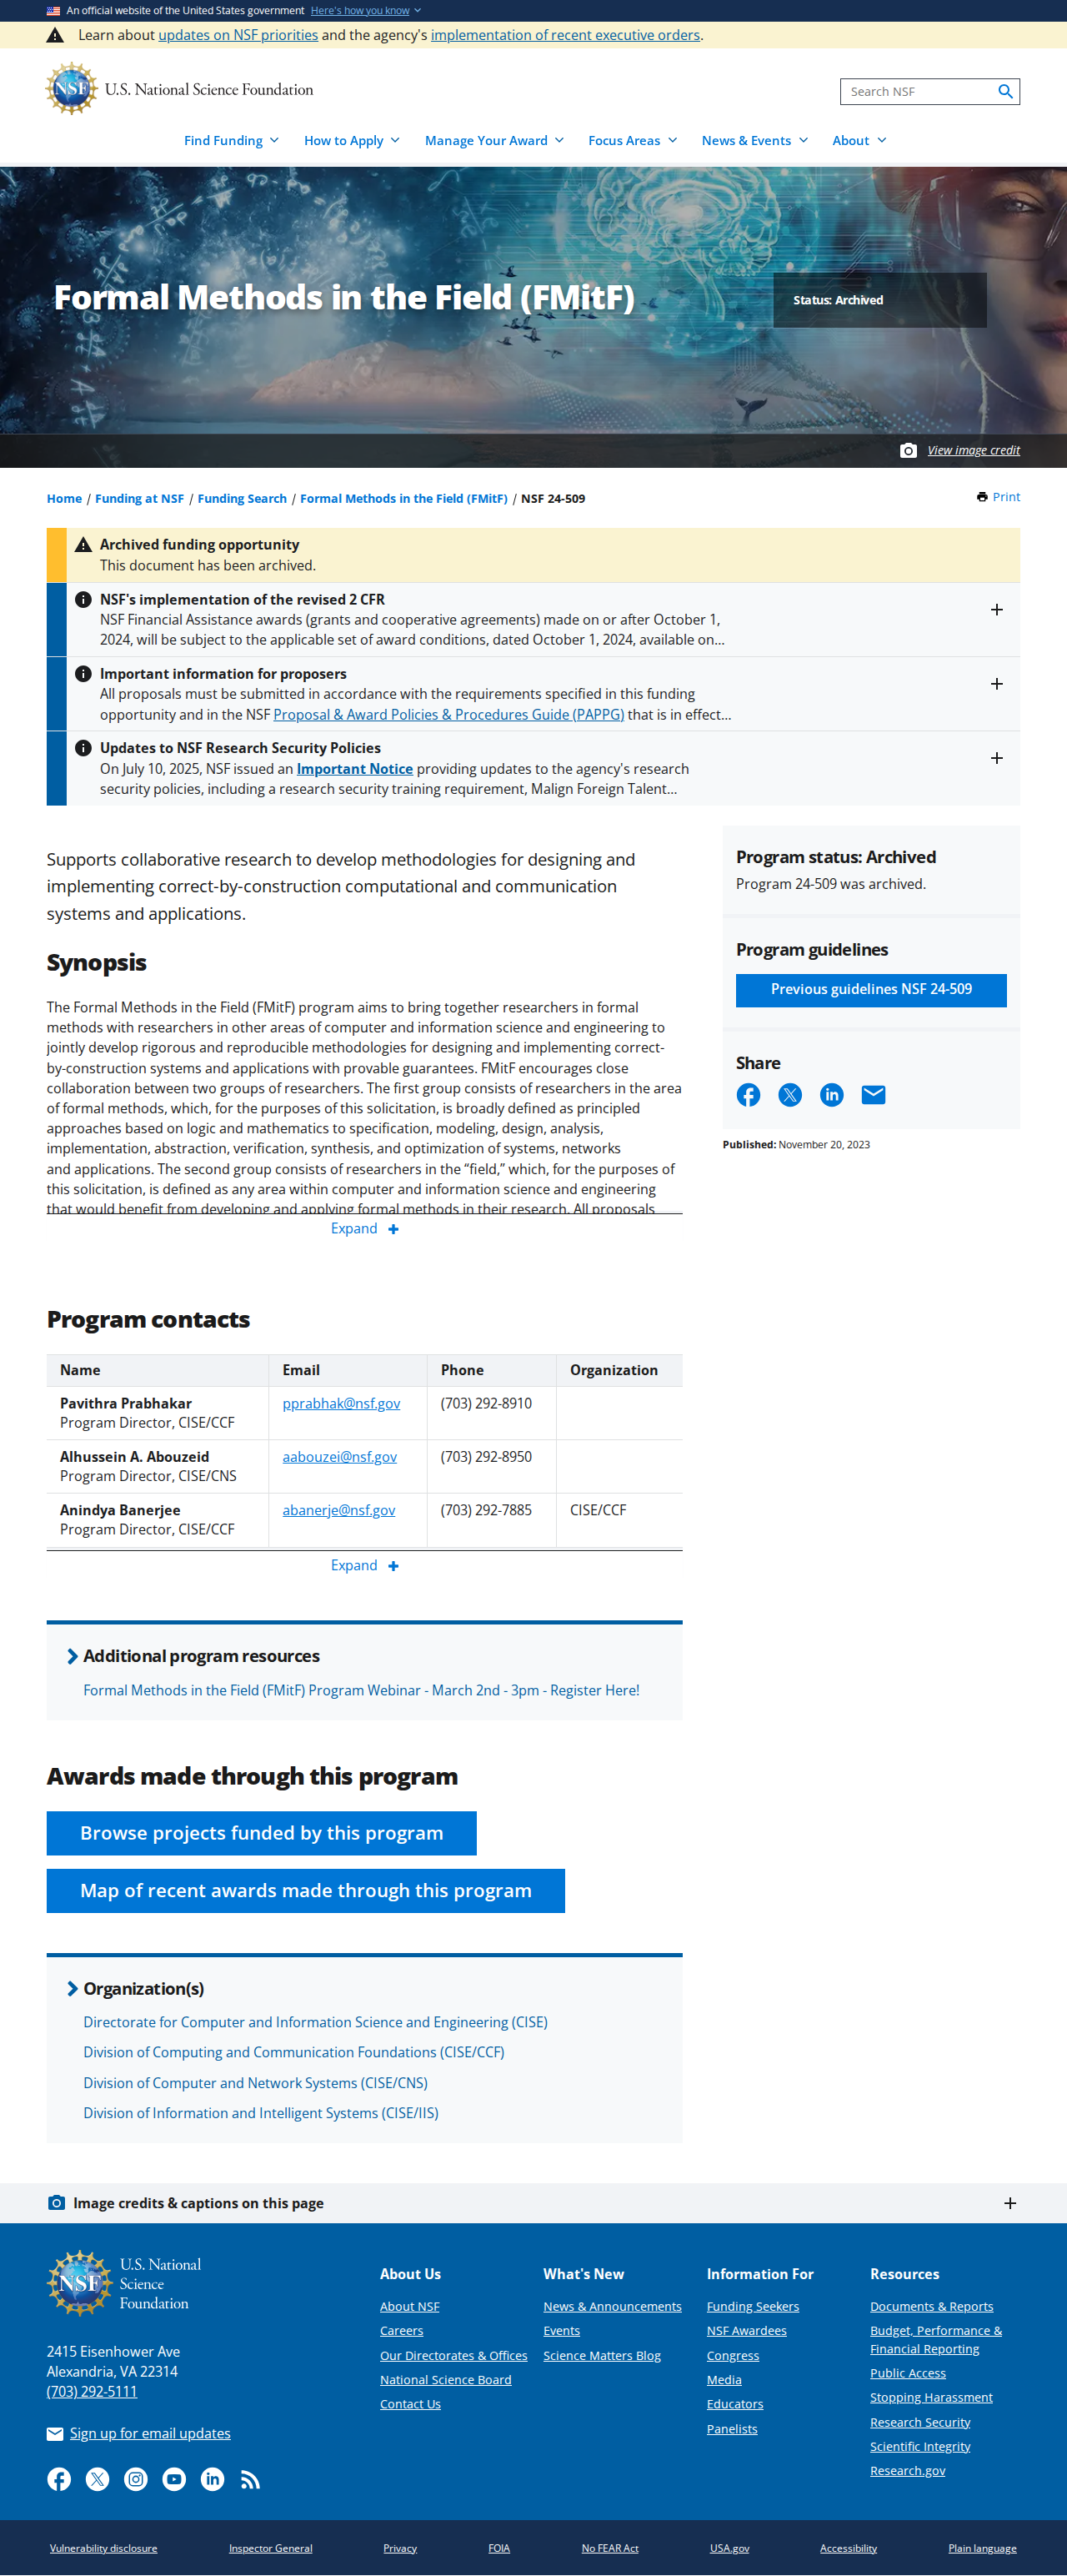 An official website of the United States government Here's how you know
Learn about updates on NSF priorities and the agency's implementation of recent executive orders.
NSF U.S. National Science Foundation
Search NSF
Find Funding How to Apply Manage Your Award Focus Areas News & Events About
Formal Methods in the Field (FMitF)
Status: Archived
View image credit
Home / Funding at NSF / Funding Search / Formal Methods in the Field (FMitF) / NSF 24-509
Print
Archived funding opportunity
This document has been archived.
NSF's implementation of the revised 2 CFR
NSF Financial Assistance awards (grants and cooperative agreements) made on or after October 1,
2024, will be subject to the applicable set of award conditions, dated October 1, 2024, available on...
Important information for proposers
All proposals must be submitted in accordance with the requirements specified in this funding
opportunity and in the NSF Proposal & Award Policies & Procedures Guide (PAPPG) that is in effect...
Updates to NSF Research Security Policies
On July 10, 2025, NSF issued an Important Notice providing updates to the agency's research
security policies, including a research security training requirement, Malign Foreign Talent...
Supports collaborative research to develop methodologies for designing and
implementing correct-by-construction computational and communication
systems and applications.
Synopsis
The Formal Methods in the Field (FMitF) program aims to bring together researchers in formal
methods with researchers in other areas of computer and information science and engineering to
jointly develop rigorous and reproducible methodologies for designing and implementing correct-
by-construction systems and applications with provable guarantees. FMitF encourages close
collaboration between two groups of researchers. The first group consists of researchers in the area
of formal methods, which, for the purposes of this solicitation, is broadly defined as principled
approaches based on logic and mathematics to specification, modeling, design, analysis,
implementation, abstraction, verification, synthesis, and optimization of systems, networks
and applications. The second group consists of researchers in the “field,” which, for the purposes of
this solicitation, is defined as any area within computer and information science and engineering
that would benefit from developing and applying formal methods in their research. All proposals
Expand
Program status: Archived
Program 24-509 was archived.
Program guidelines
Previous guidelines NSF 24-509
Share
Published: November 20, 2023
Program contacts
Name Email Phone Organization
Pavithra Prabhakar pprabhak@nsf.gov (703) 292-8910
Program Director, CISE/CCF
Alhussein A. Abouzeid aabouzei@nsf.gov (703) 292-8950
Program Director, CISE/CNS
Anindya Banerjee abanerje@nsf.gov (703) 292-7885 CISE/CCF
Program Director, CISE/CCF
Expand
Additional program resources
Formal Methods in the Field (FMitF) Program Webinar - March 2nd - 3pm - Register Here!
Awards made through this program
Browse projects funded by this program
Map of recent awards made through this program
Organization(s)
Directorate for Computer and Information Science and Engineering (CISE)
Division of Computing and Communication Foundations (CISE/CCF)
Division of Computer and Network Systems (CISE/CNS)
Division of Information and Intelligent Systems (CISE/IIS)
Image credits & captions on this page
NSF
U.S. National
Science
Foundation
2415 Eisenhower Ave
Alexandria, VA 22314
(703) 292-5111
Sign up for email updates
About Us
About NSF
Careers
Our Directorates & Offices
National Science Board
Contact Us
What's New
News & Announcements
Events
Science Matters Blog
Information For
Funding Seekers
NSF Awardees
Congress
Media
Educators
Panelists
Resources
Documents & Reports
Budget, Performance &
Financial Reporting
Public Access
Stopping Harassment
Research Security
Scientific Integrity
Research.gov
Vulnerability disclosure Inspector General Privacy FOIA No FEAR Act USA.gov Accessibility Plain language